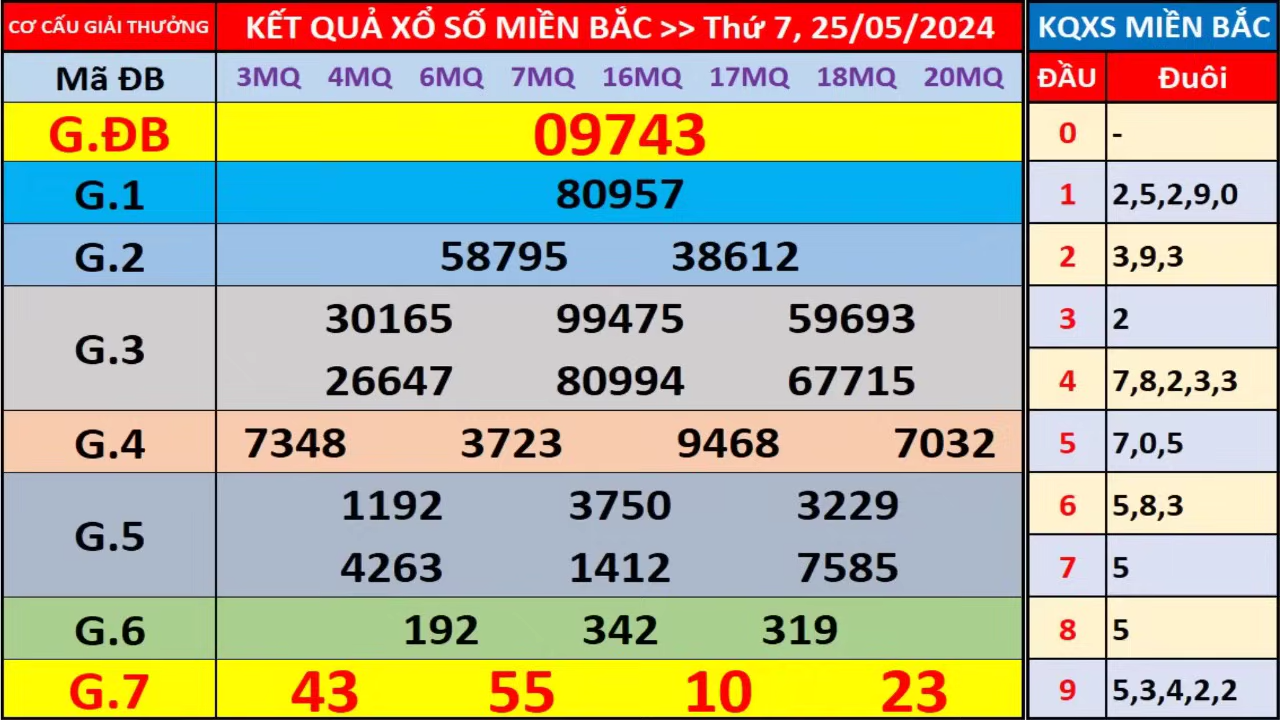 CƠ CẤU GIẢI THƯỞNG KẾT QUẢ XỔ SỐ MIỀN BẮC >> Thứ 7, 25/05/2024 KQXS MIỀN BẮC
Mã ĐB 3MQ 4MQ 6MQ 7MQ 16MQ 17MQ 18MQ 20MQ ĐẦU Đuôi
G.ĐB 09743 0 -
G.1 80957 1 2,5,2,9,0
G.2 58795 38612 2 3,9,3
G.3 30165 99475 59693 3 2
26647 80994 67715 4 7,8,2,3,3
G.4 7348 3723 9468 7032 5 7,0,5
G.5 1192 3750 3229 6 5,8,3
4263 1412 7585 7 5
G.6 192 342 319 8 5
G.7 43 55 10 23 9 5,3,4,2,2